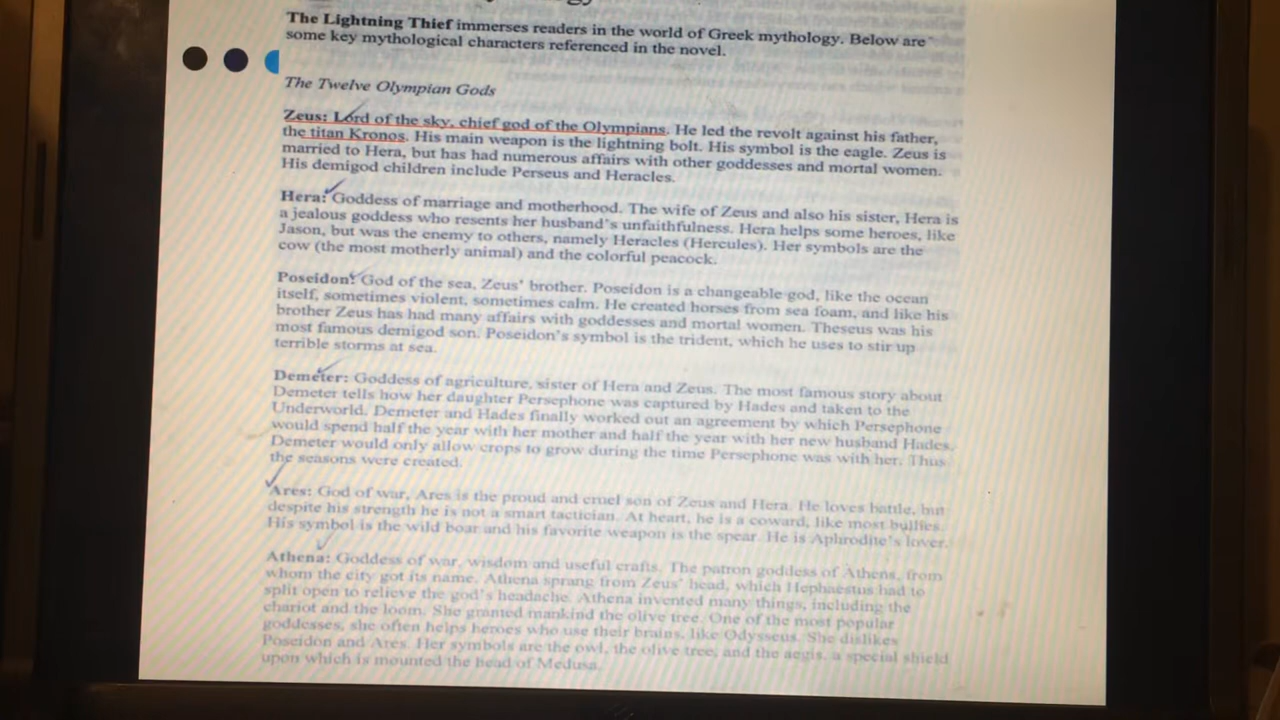 The Lightning Thief immerses readers in the world of Greek mythology. Below are
some key mythological characters referenced in the novel.
The Twelve Olympian Gods
Zeus: Lord of the sky, chief god of the Olympians. He led the revolt against his father,
the titan Kronos. His main weapon is the lightning bolt. His symbol is the eagle. Zeus is
married to Hera, but has had numerous affairs with other goddesses and mortal women.
His demigod children include Perseus and Heracles.
Hera: Goddess of marriage and motherhood. The wife of Zeus and also his sister, Hera is
a jealous goddess who resents her husband's unfaithfulness. Hera helps some heroes, like
Jason, but was the enemy to others, namely Heracles (Hercules). Her symbols are the
cow (the most motherly animal) and the colorful peacock.
Poseidon: God of the sea, Zeus' brother. Poseidon is a changeable god, like the ocean
itself, sometimes violent, sometimes calm. He created horses from sea foam, and like his
brother Zeus has had many affairs with goddesses and mortal women. Theseus was his
most famous demigod son. Poseidon's symbol is the trident, which he uses to stir up
terrible storms at sea.
Demeter: Goddess of agriculture, sister of Hera and Zeus. The most famous story about
Demeter tells how her daughter Persephone was captured by Hades and taken to the
Underworld. Demeter and Hades finally worked out an agreement by which Persephone
would spend half the year with her mother and half the year with her new husband Hades.
Demeter would only allow crops to grow during the time Persephone was with her. Thus
the seasons were created.
Ares: God of war, Ares is the proud and cruel son of Zeus and Hera. He loves battle, but
despite his strength he is not a smart tactician. At heart, he is a coward, like most bullies.
His symbol is the wild boar and his favorite weapon is the spear. He is Aphrodite's lover.
Athena: Goddess of war, wisdom and useful crafts. The patron goddess of Athens, from
whom the city got its name. Athena sprang from Zeus' head, which Hephaestus had to
split open to relieve the god's headache. Athena invented many things, including the
chariot and the loom. She granted mankind the olive tree. One of the most popular
goddesses, she often helps heroes who use their brains, like Odysseus. She dislikes
Poseidon and Ares. Her symbols are the owl, the olive tree, and the aegis, a special shield
upon which is mounted the head of Medusa.